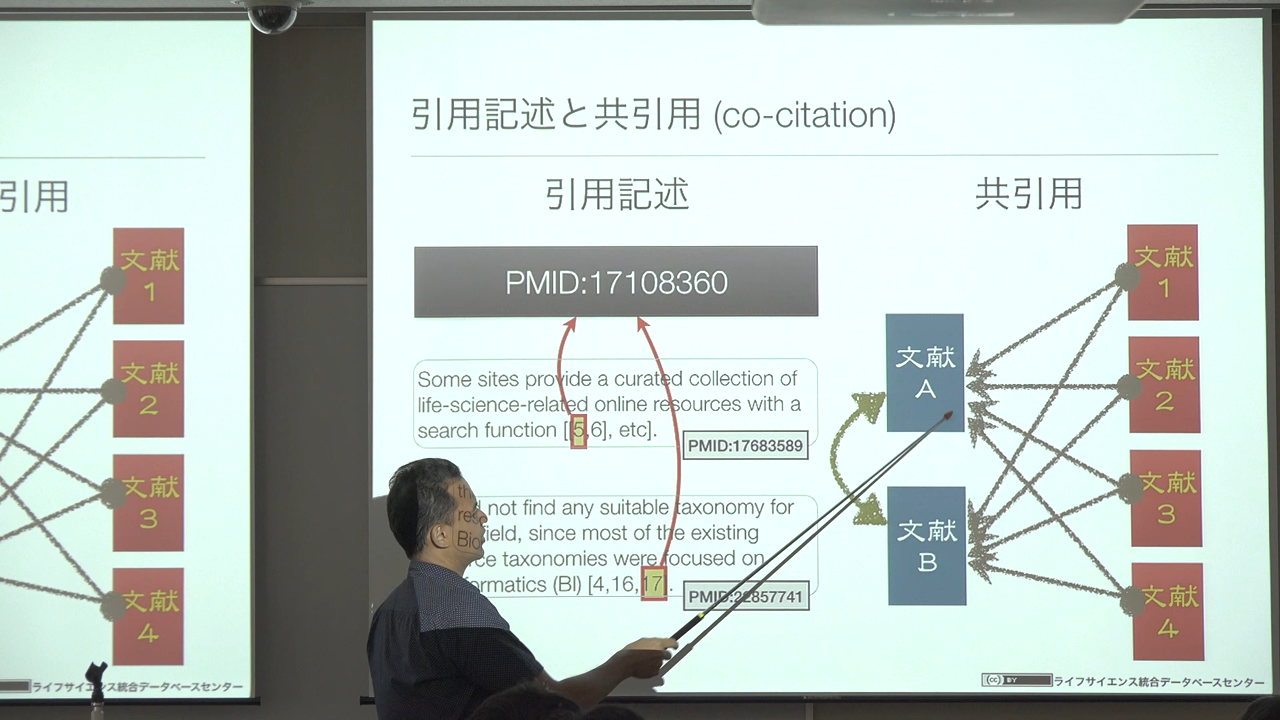 引用
文献
1
文献
2
文献
3
文献
4
ライフサイエンス統合データベースセンター
引用記述と共引用 (co-citation)
引用記述
PMID:17108360
Some sites provide a curated collection of
life-science-related online resources with a
search function [[5,6], etc].
PMID:17683589
not find any suitable taxonomy for
since most of the existing
taxonomies were focused on
(BI) [4,16,17].
PMID:22857741
共引用
文献
A
文献
B
文献
1
文献
2
文献
3
文献
4
(cc) BY
ライフサイエンス統合データベースセンター